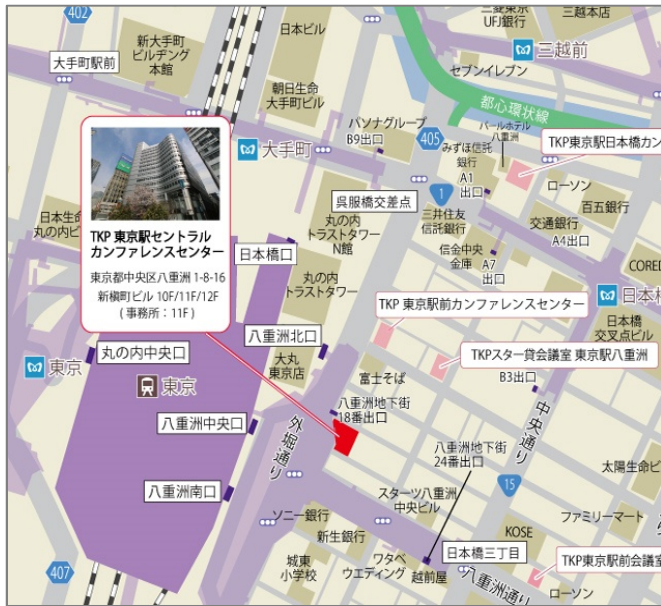 402
日本ビル
三菱東京
UFJ銀行
三越本店
新大手町
ビルヂング
本館
三越前
大手町駅前
セブンイレブン
朝日生命
大手町ビル
都心環状線
パソナグループ
B9出口
405
パールホテル
八重洲
大手町
みずほ信託
銀行
A1
出口
TKP東京駅日本橋カン
ローソン
1
呉服橋交差点
百五銀行
三井住友
信託銀行
交通銀行
A4出口
日本生
丸の内ビ
丸の内
トラストタワー
N館
信金中央
金庫
A7
出口
CORED
TKP 東京駅セントラル
カンファレンスセンター
東京都中央区八重洲 1-8-16
新槇町ビル 10F/11F/12F
( 事務所:11F )
日本橋口
丸の内
トラストタワー
日本橋
TKP 東京駅前カンファレンスセンター
日本橋
交叉点ビル
八重洲北口
丸の内中央口
大丸
東京店
TKPスター貸会議室 東京駅八重洲
東京
東京
富士そば
B3出口
八重洲地下街
18番出口
中央通り
八重洲中央口
外堀通り
八重洲地下街
24番出口
太陽生命ビ
八重洲南口
15
スターツ八重洲
中央ビル
ソニー銀行
ファミリーマート
新生銀行
KOSE
日本橋三丁目
407
城東
小学校
ワタベ
ウエディング
越前屋
八重洲通り
TKP東京駅前会議室
ローソン